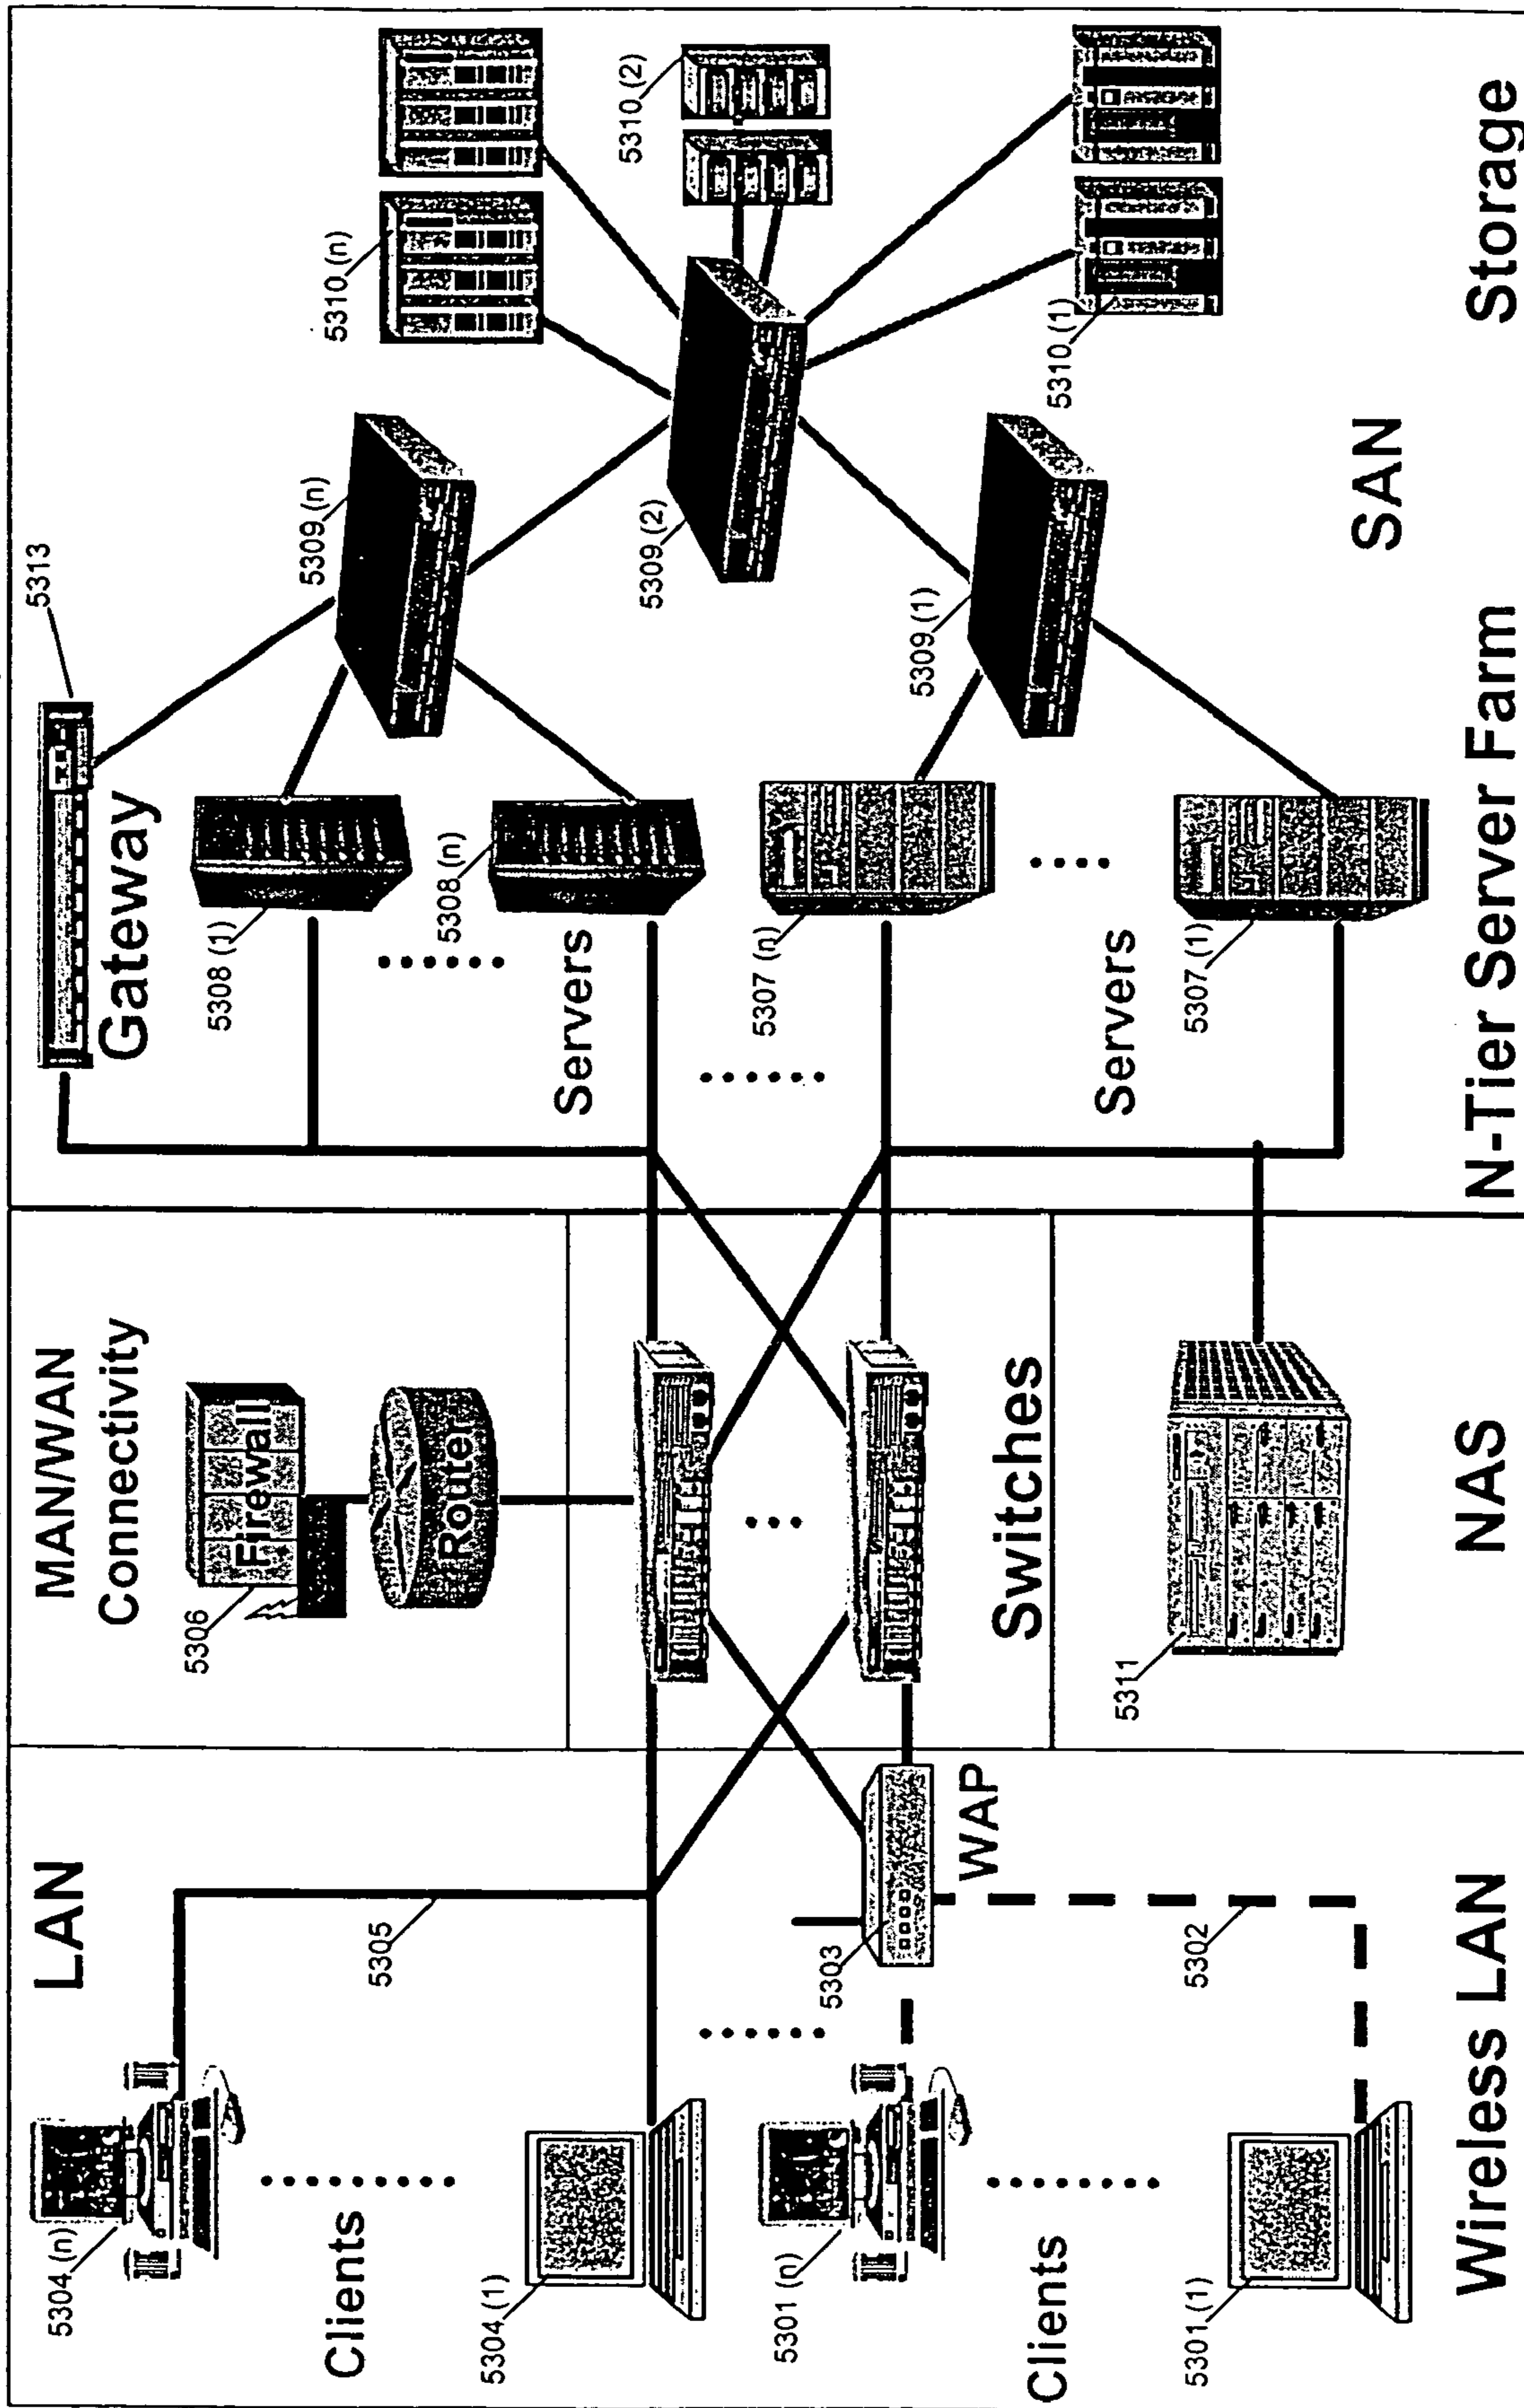 LAN
5304 (n)
Clients
5304 (1)
5305
5301 (n)
Clients
5301 (1)
5303
WAP
5302
Wireless LAN
MAN/WAN
Connectivity
5306
Firewall
Router
Switches
5311
NAS
5313
Gateway
5308 (1)
5308 (n)
Servers
5307 (n)
Servers
5307 (1)
N-Tier Server Farm
5309 (n)
5309 (2)
5309 (1)
SAN
5310 (n)
5310 (2)
5310 (1)
Storage